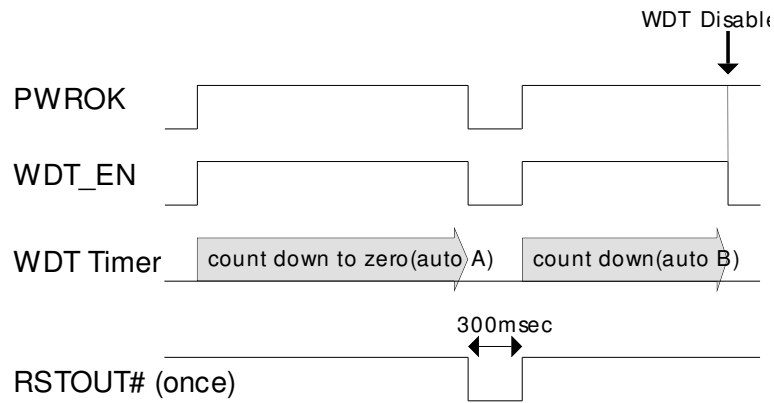 WDT Disable
PWROK
WDT_EN
WDT Timer
count down to zero(auto A)
count down(auto B)
300msec
RSTOUT# (once)